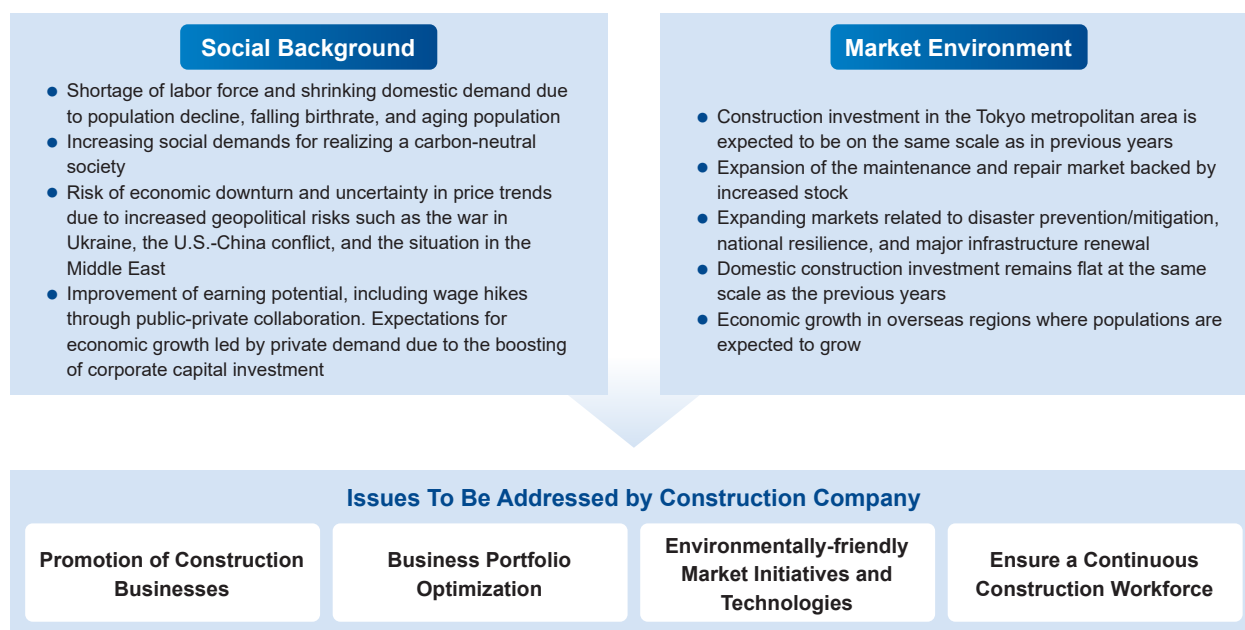 Social Background
● Shortage of labor force and shrinking domestic demand due
to population decline, falling birthrate, and aging population
● Increasing social demands for realizing a carbon-neutral
society
● Risk of economic downturn and uncertainty in price trends
due to increased geopolitical risks such as the war in
Ukraine, the U.S.-China conflict, and the situation in the
Middle East
● Improvement of earning potential, including wage hikes
through public-private collaboration. Expectations for
economic growth led by private demand due to the boosting
of corporate capital investment
Market Environment
● Construction investment in the Tokyo metropolitan area is
expected to be on the same scale as in previous years
● Expansion of the maintenance and repair market backed by
increased stock
● Expanding markets related to disaster prevention/mitigation,
national resilience, and major infrastructure renewal
● Domestic construction investment remains flat at the same
scale as the previous years
● Economic growth in overseas regions where populations are
expected to grow
Issues To Be Addressed by Construction Company
Promotion of Construction
Businesses
Business Portfolio
Optimization
Environmentally-friendly
Market Initiatives and
Technologies
Ensure a Continuous
Construction Workforce